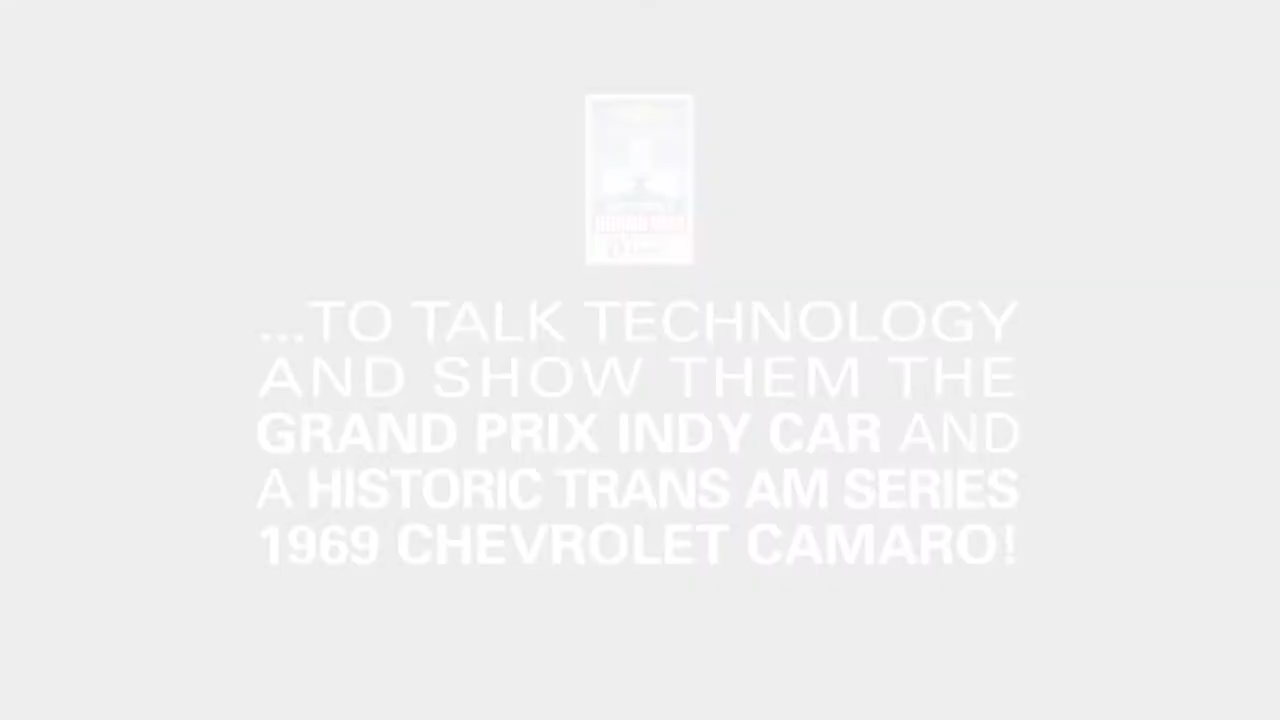 ...TO TALK TECHNOLOGY
AND SHOW THEM THE
GRAND PRIX INDY CAR AND
A HISTORIC TRANS AM SERIES
1969 CHEVROLET CAMARO!